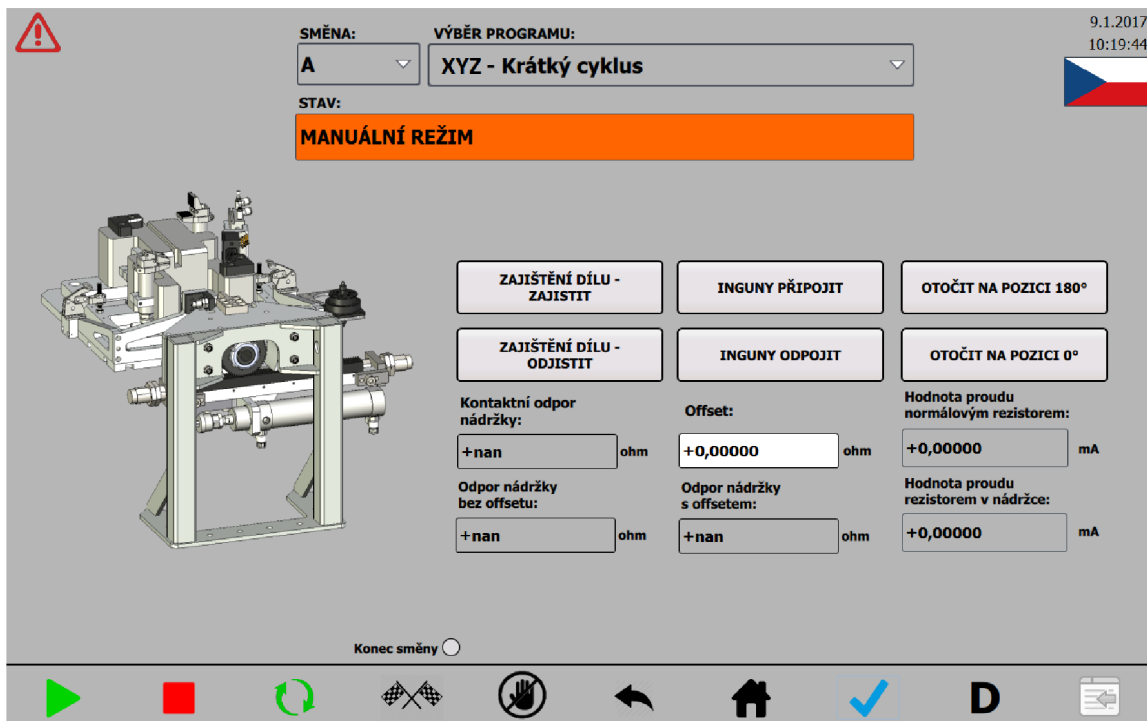 9.1.2017
10:19:44
SMĚNA:
VÝBĚR PROGRAMU:
A
XYZ - Krátký cyklus
STAV:
MANUÁLNÍ REŽIM
ZAJIŠTĚNÍ DÍLU -
ZAJISTIT
INGUNY PŘIPOJIT
OTOČIT NA POZICI 180°
ZAJIŠTĚNÍ DÍLU -
ODJISTIT
INGUNY ODPOJIT
OTOČIT NA POZICI 0°
Kontaktní odpor
nádržky:
+nan
ohm
Offset:
+0,00000
ohm
Hodnota proudu
normálovým rezistorem:
+0,00000
mA
Odpor nádržky
bez offsetu:
+nan
ohm
Odpor nádržky
s offsetem:
+nan
ohm
Hodnota proudu
rezistorem v nádržce:
+0,00000
mA
Konec směny
D